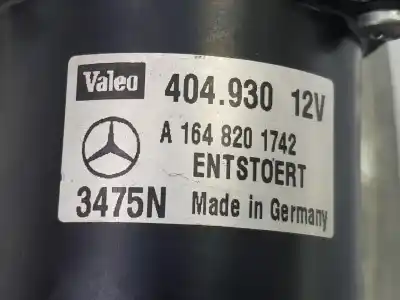 Valeo 404.930 12V
A 164 820 1742
ENTSTOERT
3475N Made in Germany